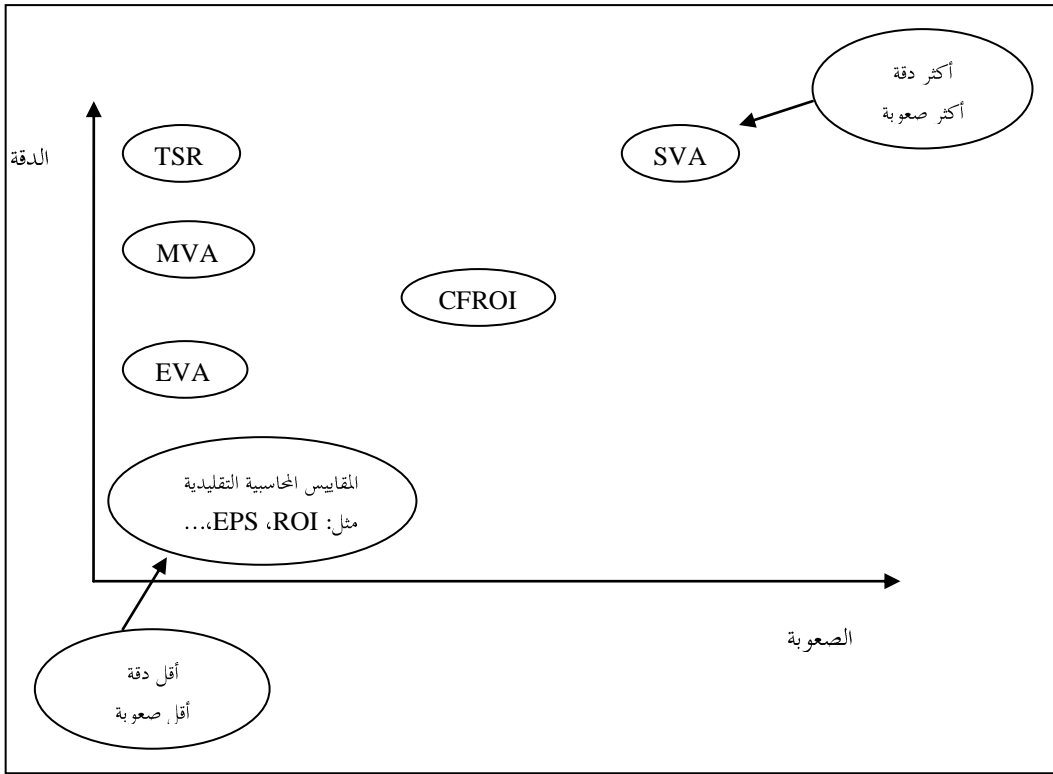 أكثر دقة
أكثر صعوبة
الدقة
TSR
SVA
MVA
CFROI
EVA
المقاييس المحاسبية التقليدية
مثل: EPS ،ROI،...
الصعوبة
أقل دقة
أقل صعوبة